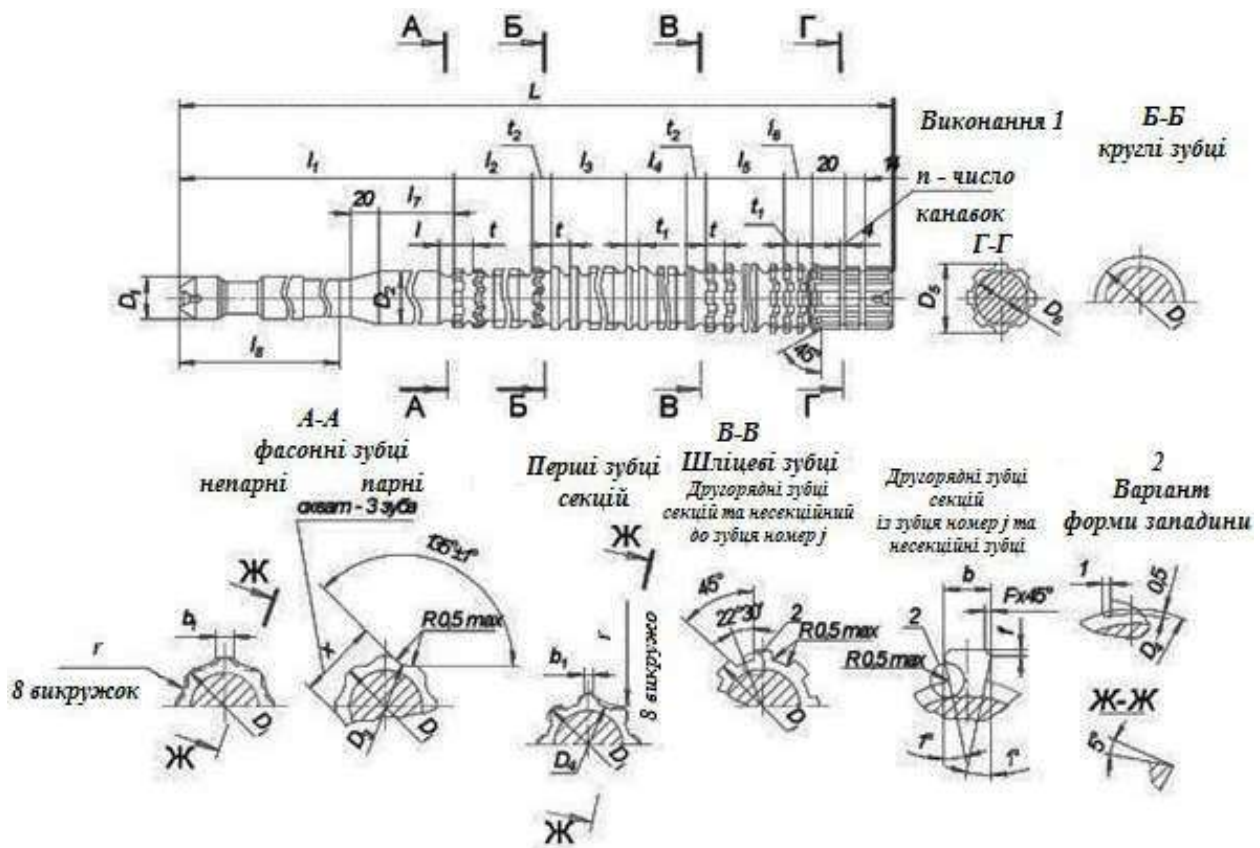 А Б В Г
L
Виконання 1
Б-Б
круглі зубці
t₂ t₂ l₆
l₁ l₂ l₃ l₄ l₅ 20 14
n - число
канавок
20 l₇ t₁
l t t t₁ t 4
Г-Г
D₁ D₂ D₅ D₆ D
l₈
45°
А Б В Г
А-А
фасонні зубці
непарні парні
охват - 3 зуба
135°±1°
Ж Ж
b₁
R0,5 max
r
8 викружок
x
D D₃ D
Перші зубці
секцій
Ж
r
b₁
8 викружо
D₄ D
Ж
В-В
Шліцеві зубці
Другорядні зубці
секцій та несекційний
до зубця номер j
45°
22°30'
2
R0,5 max
D
Другорядні зубці
секцій
із зубця номер j та
несекційні зубці
b
Fx45°
2
f
R0,5 max
1° 1°
2
Варіант
форми западини
1
0,5
D₄
Ж-Ж
5°